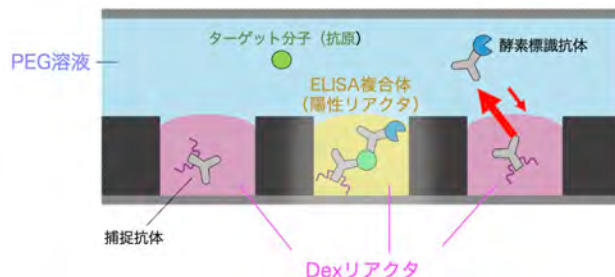 ターゲット分子（抗原）
酵素標識抗体
PEG溶液
ELISA複合体
（陽性リアクタ）
捕捉抗体
Dexリアクタ